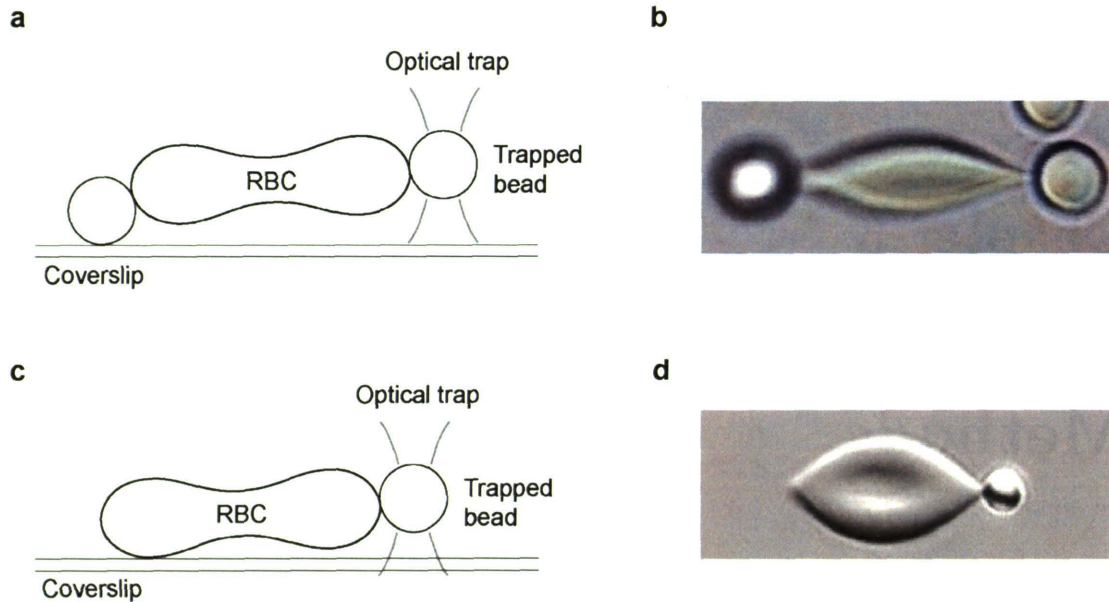 a
Optical trap
RBC
Trapped
bead
Coverslip
b
c
Optical trap
RBC
Trapped
bead
Coverslip
d